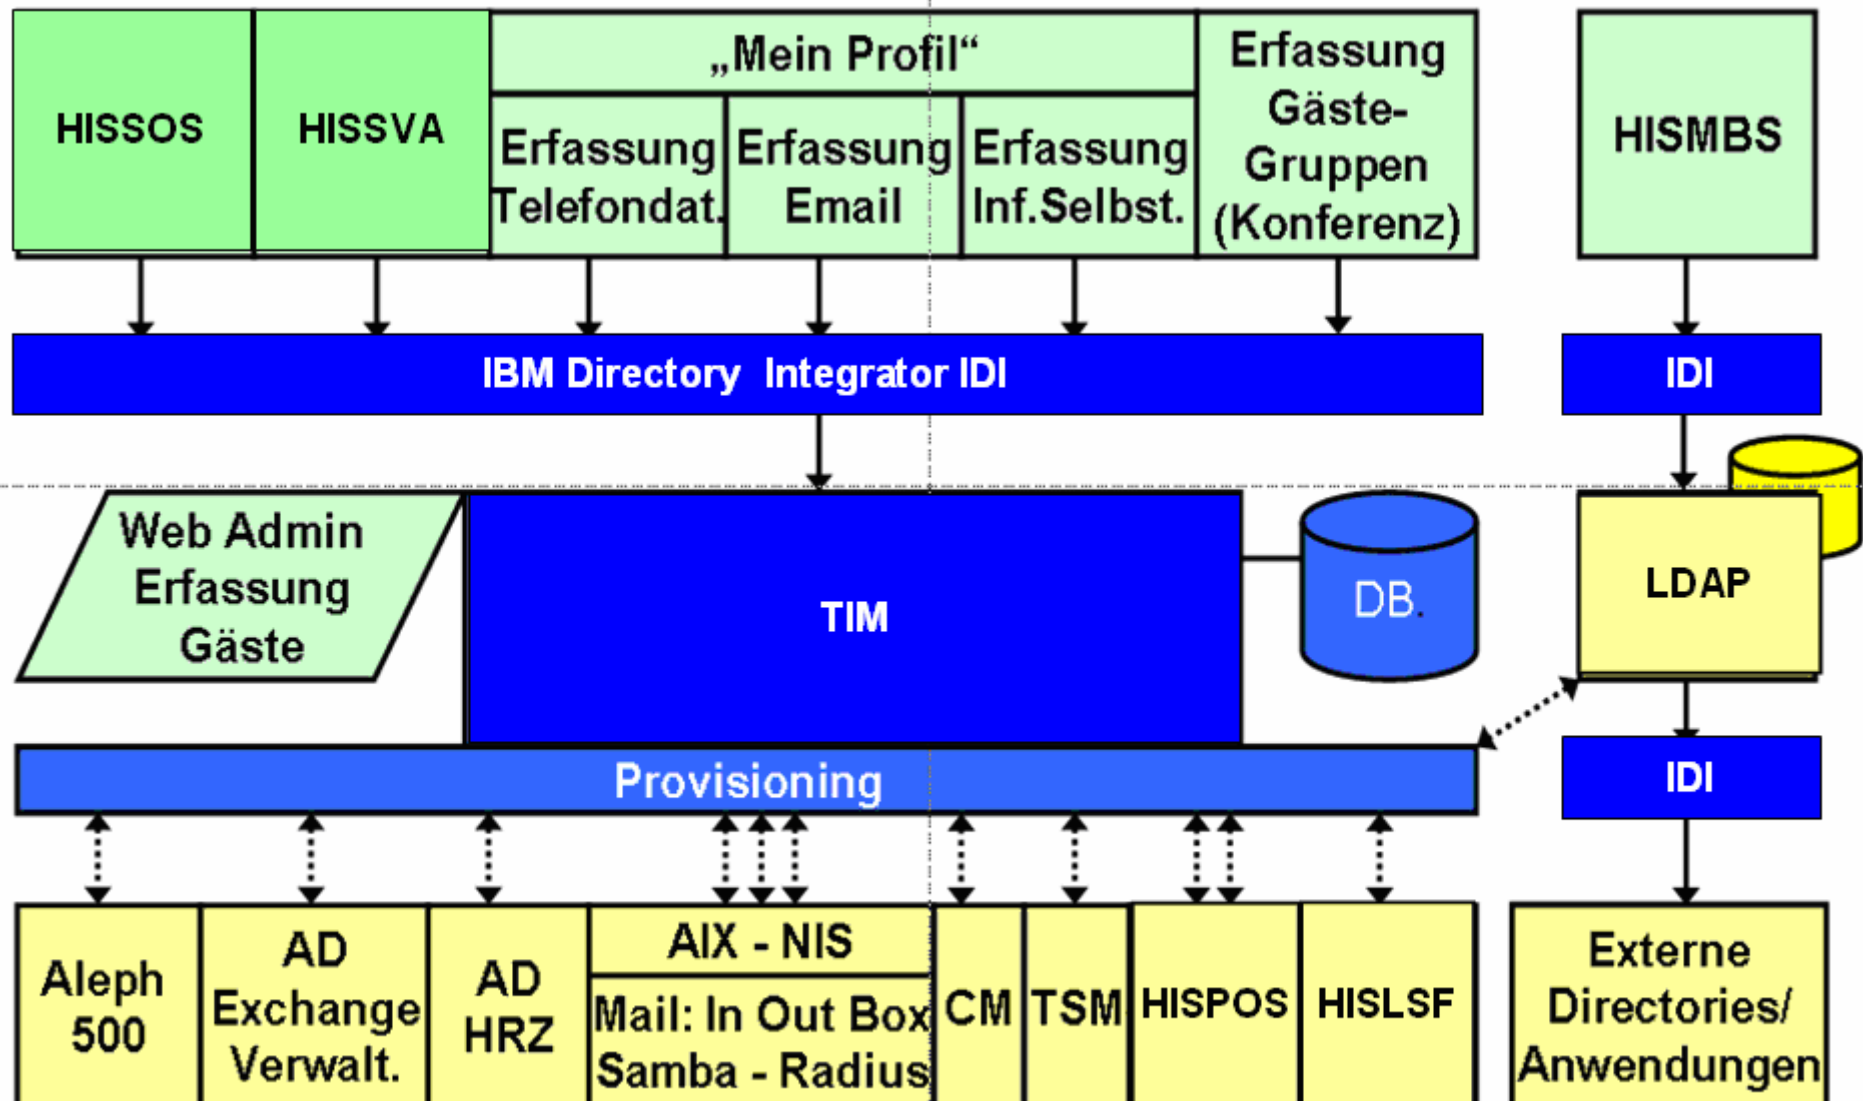 HISSOS
HISSVA
„Mein Profil“
Erfassung
Telefondat.
Erfassung
Email
Erfassung
Inf.Selbst.
Erfassung
Gäste-
Gruppen
(Konferenz)
HISMBS
IBM Directory Integrator IDI
IDI
Web Admin
Erfassung
Gäste
TIM
DB.
LDAP
Provisioning
IDI
Aleph
500
AD
Exchange
Verwalt.
AD
HRZ
AIX - NIS
Mail: In Out Box
Samba - Radius
CM
TSM
HISPOS
HISLSF
Externe
Directories/
Anwendungen